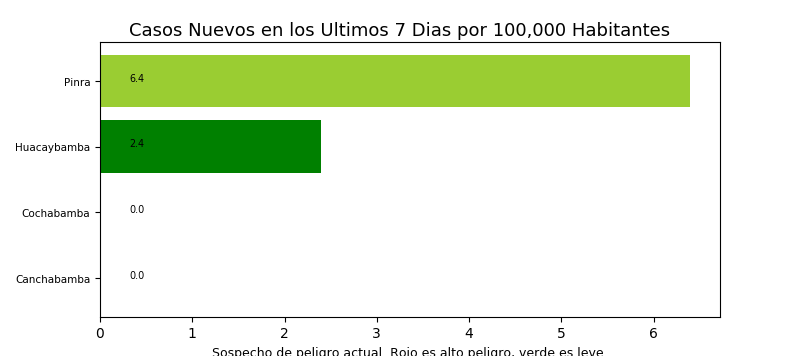 Casos Nuevos en los Ultimos 7 Dias por 100,000 Habitantes
Pinra
6.4
Huacaybamba
2.4
Cochabamba
0.0
Canchabamba
0.0
0 1 2 3 4 5 6
Sospecho de peligro actual. Rojo es alto peligro, verde es leve